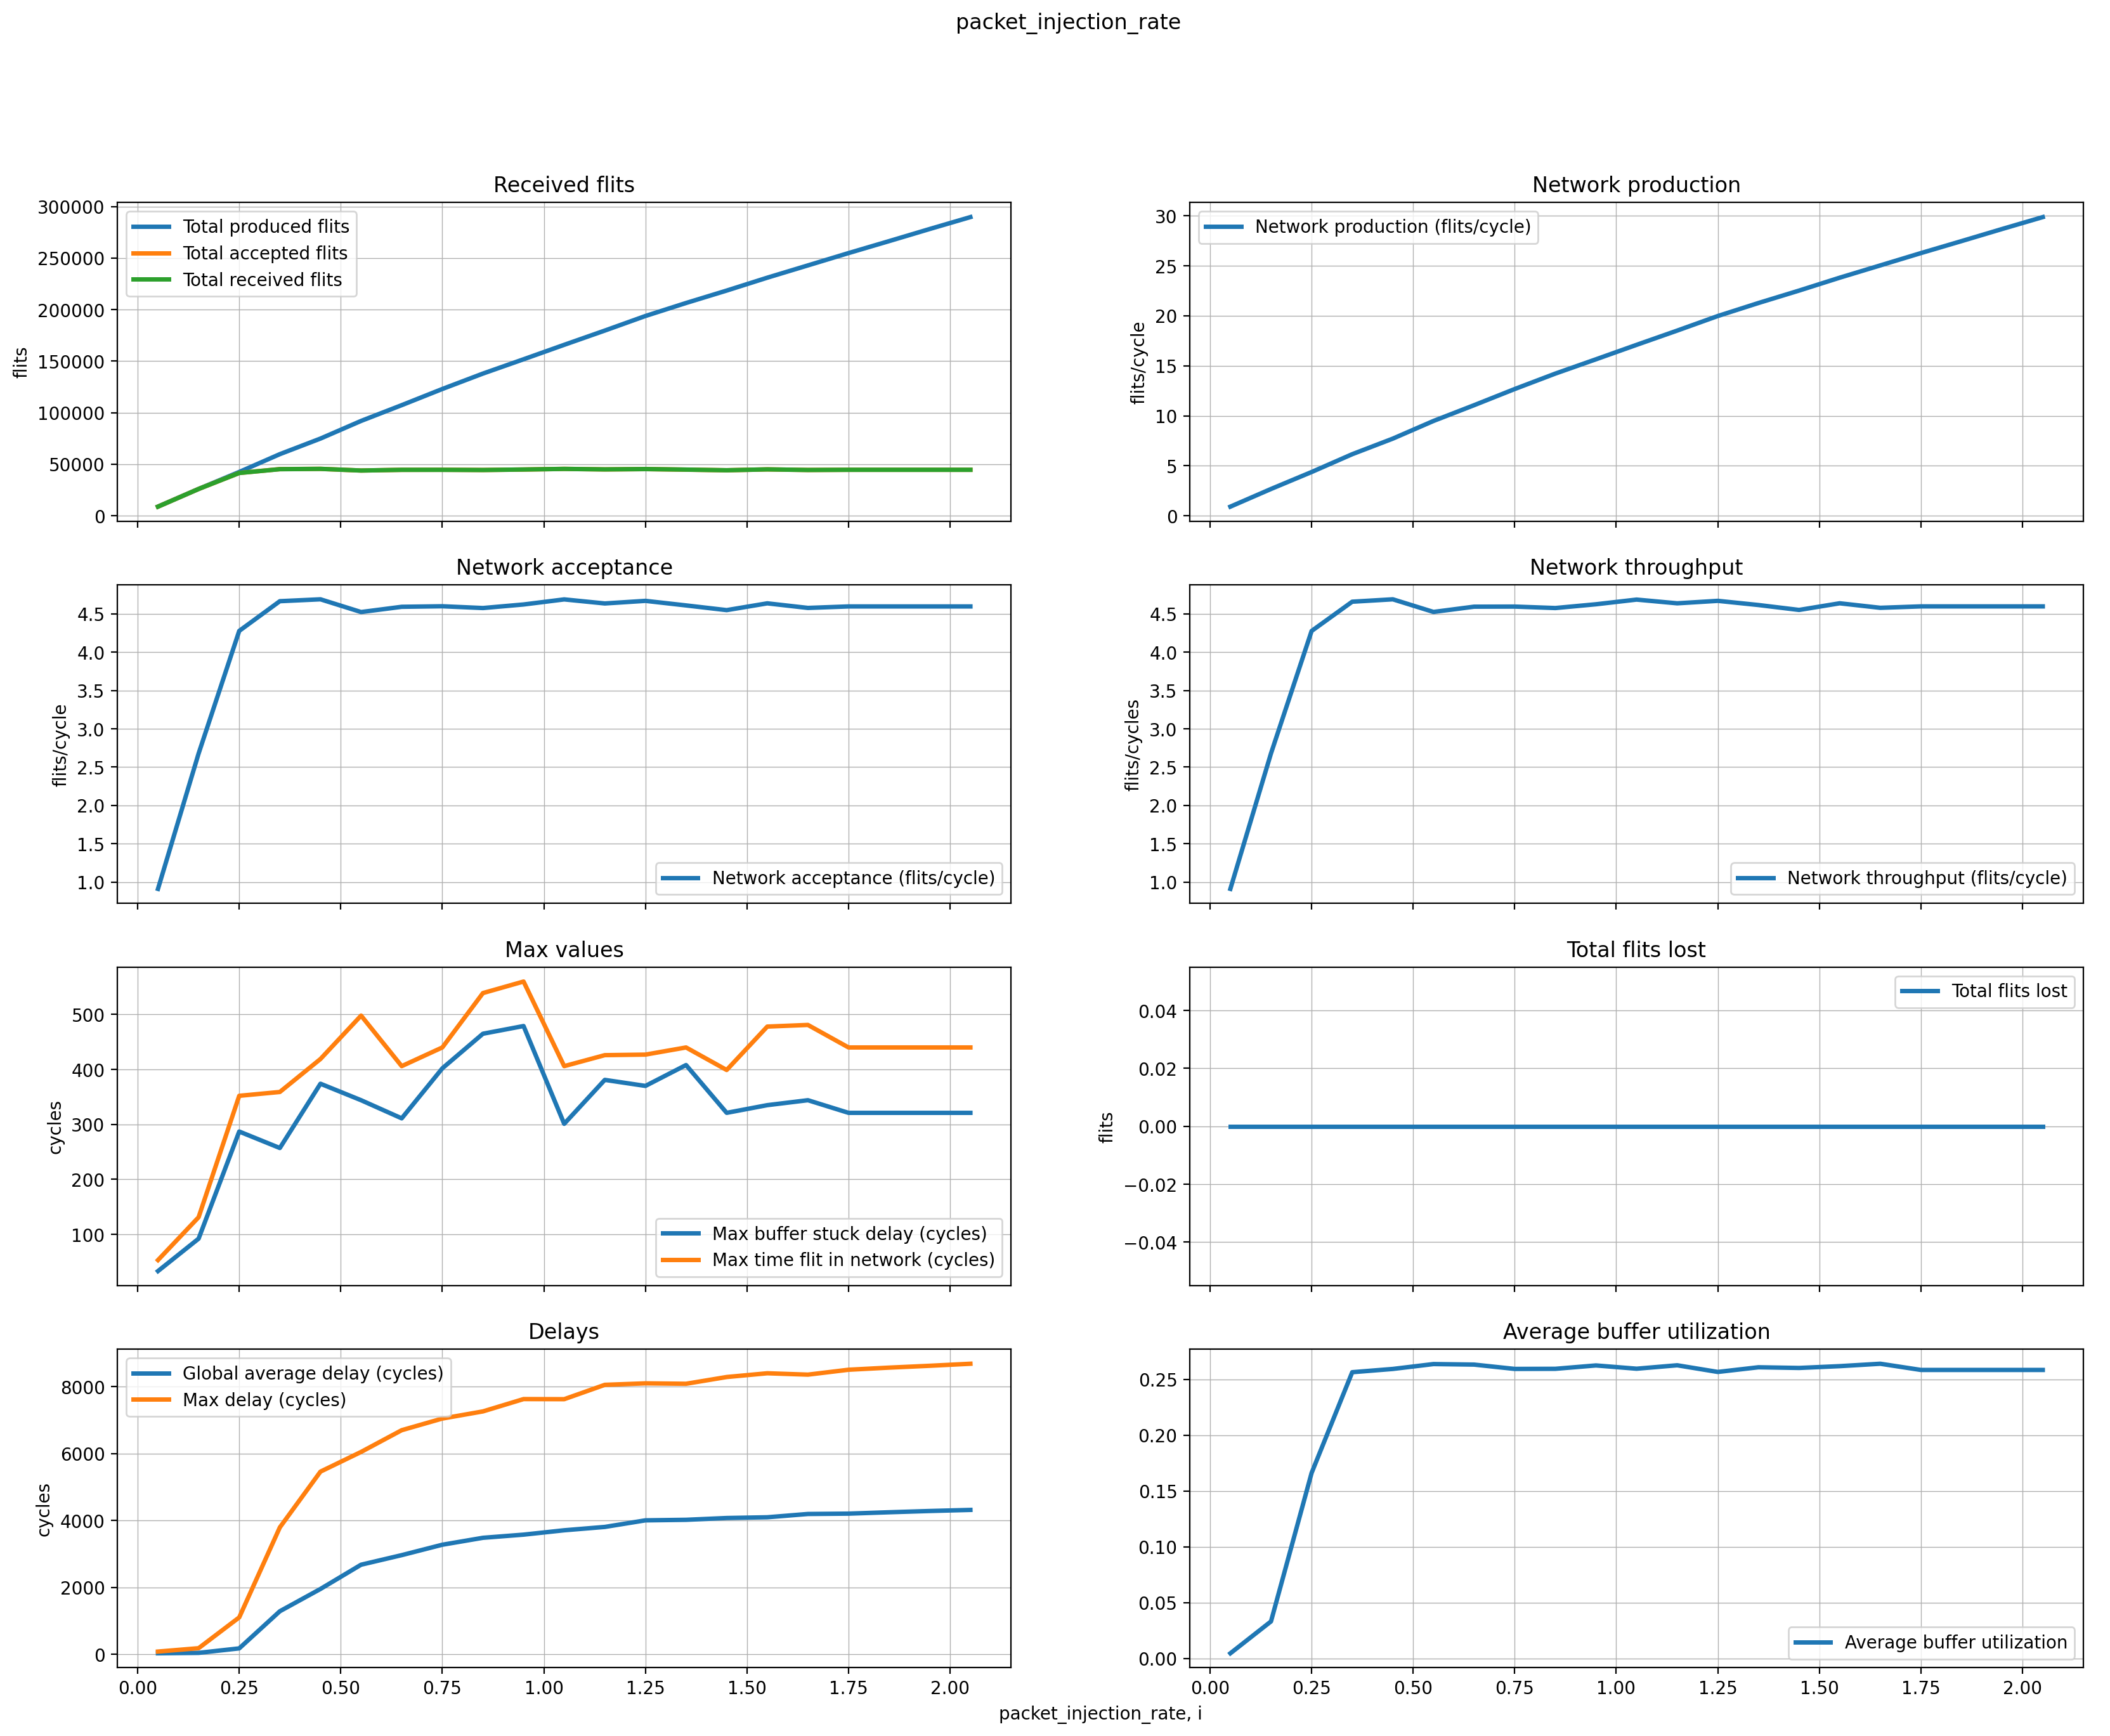 packet_injection_rate
Received flits
300000
250000
200000
150000
100000
50000
0
flits
Total produced flits
Total accepted flits
Total received flits
Network production
30
25
20
15
10
5
0
flits/cycle
Network production (flits/cycle)
Network acceptance
4.5
4.0
3.5
3.0
2.5
2.0
1.5
1.0
flits/cycle
Network acceptance (flits/cycle)
Network throughput
4.5
4.0
3.5
3.0
2.5
2.0
1.5
1.0
flits/cycles
Network throughput (flits/cycle)
Max values
500
400
300
200
100
cycles
Max buffer stuck delay (cycles)
Max time flit in network (cycles)
Total flits lost
0.04
0.02
0.00
−0.02
−0.04
flits
Total flits lost
Delays
8000
6000
4000
2000
0
cycles
Global average delay (cycles)
Max delay (cycles)
0.00 0.25 0.50 0.75 1.00 1.25 1.50 1.75 2.00
Average buffer utilization
0.25
0.20
0.15
0.10
0.05
0.00
Average buffer utilization
0.00 0.25 0.50 0.75 1.00 1.25 1.50 1.75 2.00
packet_injection_rate, i